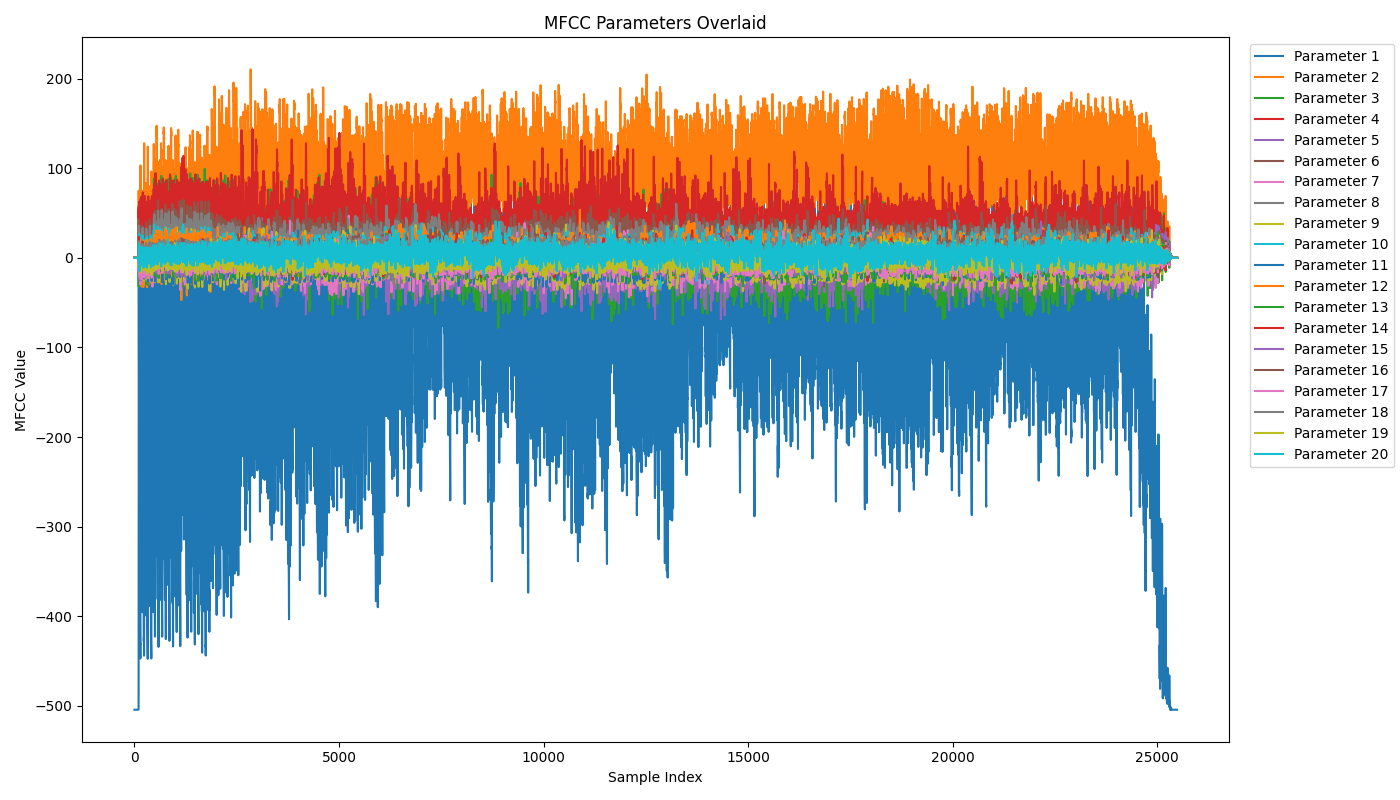 MFCC Parameters Overlaid
MFCC Value
200
100
0
−100
−200
−300
−400
−500
0
5000
10000
15000
20000
25000
Sample Index
Parameter 1
Parameter 2
Parameter 3
Parameter 4
Parameter 5
Parameter 6
Parameter 7
Parameter 8
Parameter 9
Parameter 10
Parameter 11
Parameter 12
Parameter 13
Parameter 14
Parameter 15
Parameter 16
Parameter 17
Parameter 18
Parameter 19
Parameter 20